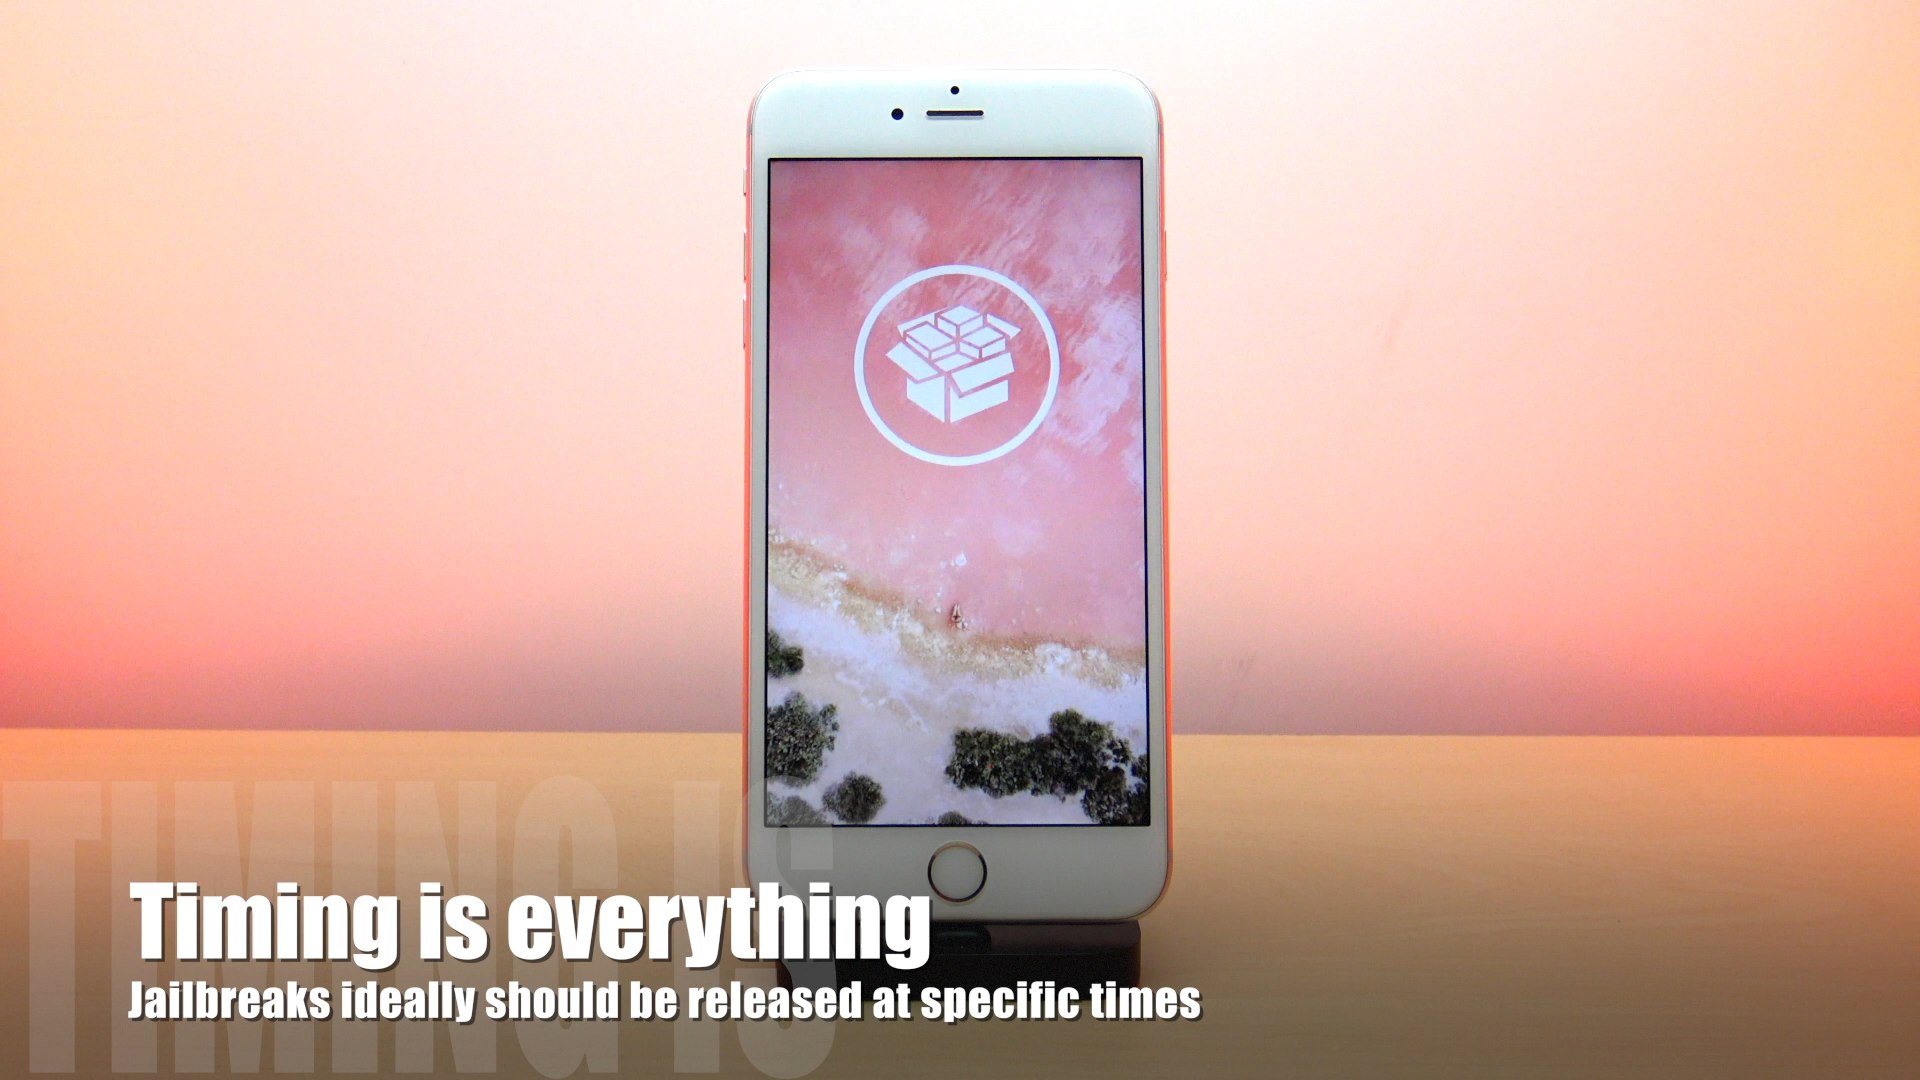 TIMING IS
Timing is everything
Jailbreaks ideally should be released at specific times